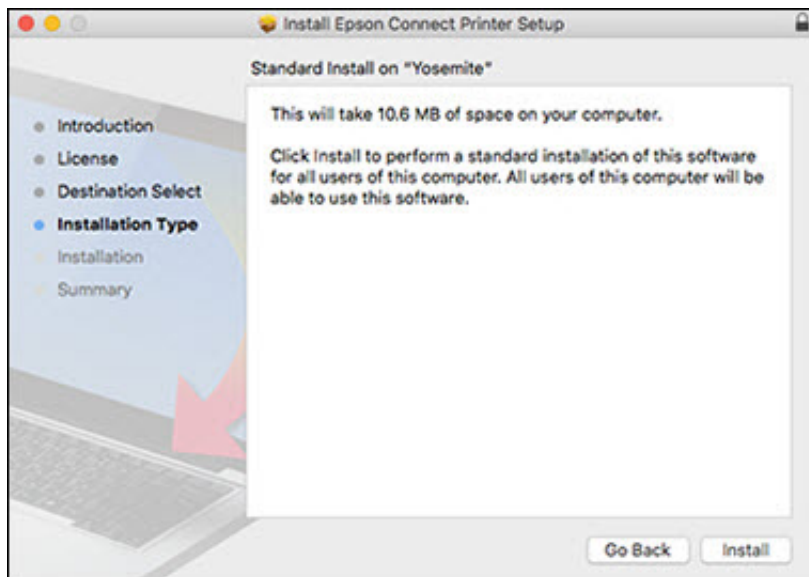 Install Epson Connect Printer Setup
Standard Install on "Yosemite"
Introduction
License
Destination Select
Installation Type
Installation
Summary
This will take 10.6 MB of space on your computer.
Click Install to perform a standard installation of this software
for all users of this computer. All users of this computer will be
able to use this software.
Go Back
Install